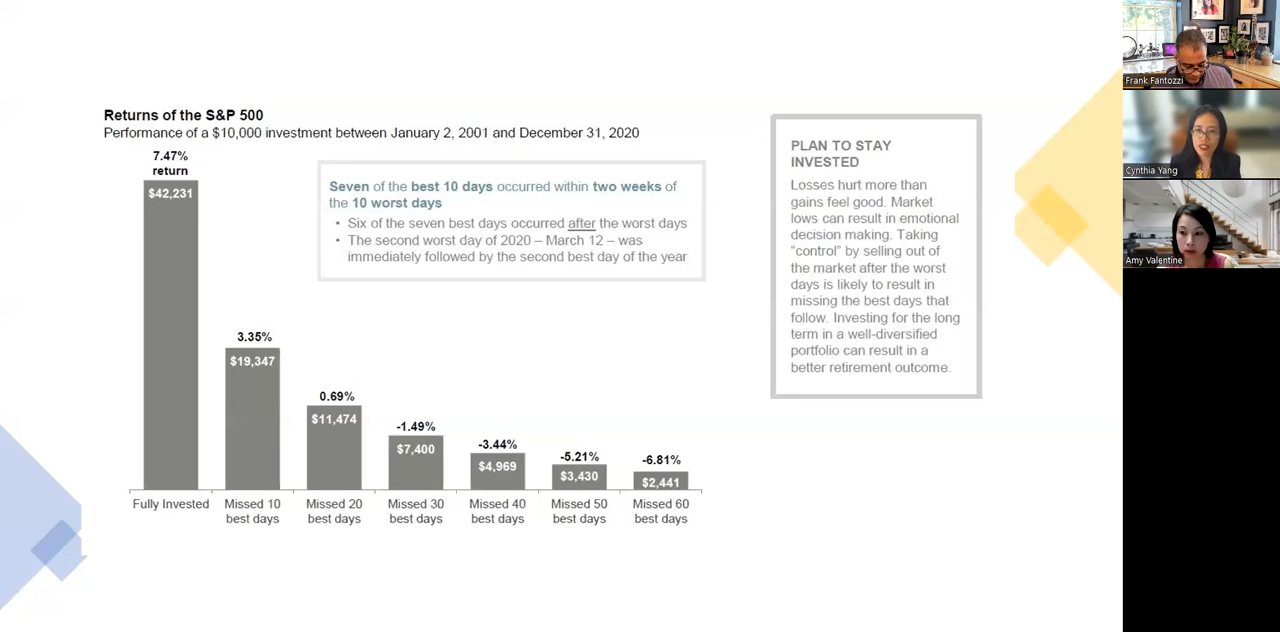 Returns of the S&P 500
Performance of a $10,000 investment between January 2, 2001 and December 31, 2020
7.47%
return
$42,231
3.35%
$19,347
0.69%
$11,474
-1.49%
$7,400
-3.44%
$4,969
-5.21%
$3,430
-6.81%
$2,441
Fully Invested
Missed 10
best days
Missed 20
best days
Missed 30
best days
Missed 40
best days
Missed 50
best days
Missed 60
best days
Seven of the best 10 days occurred within two weeks of
the 10 worst days
• Six of the seven best days occurred after the worst days
• The second worst day of 2020 – March 12 – was
immediately followed by the second best day of the year
PLAN TO STAY
INVESTED
Losses hurt more than
gains feel good. Market
lows can result in emotional
decision making. Taking
“control” by selling out of
the market after the worst
days is likely to result in
missing the best days that
follow. Investing for the long
term in a well-diversified
portfolio can result in a
better retirement outcome.
Frank Fantozzi
Cynthia Yang
Amy Valentine